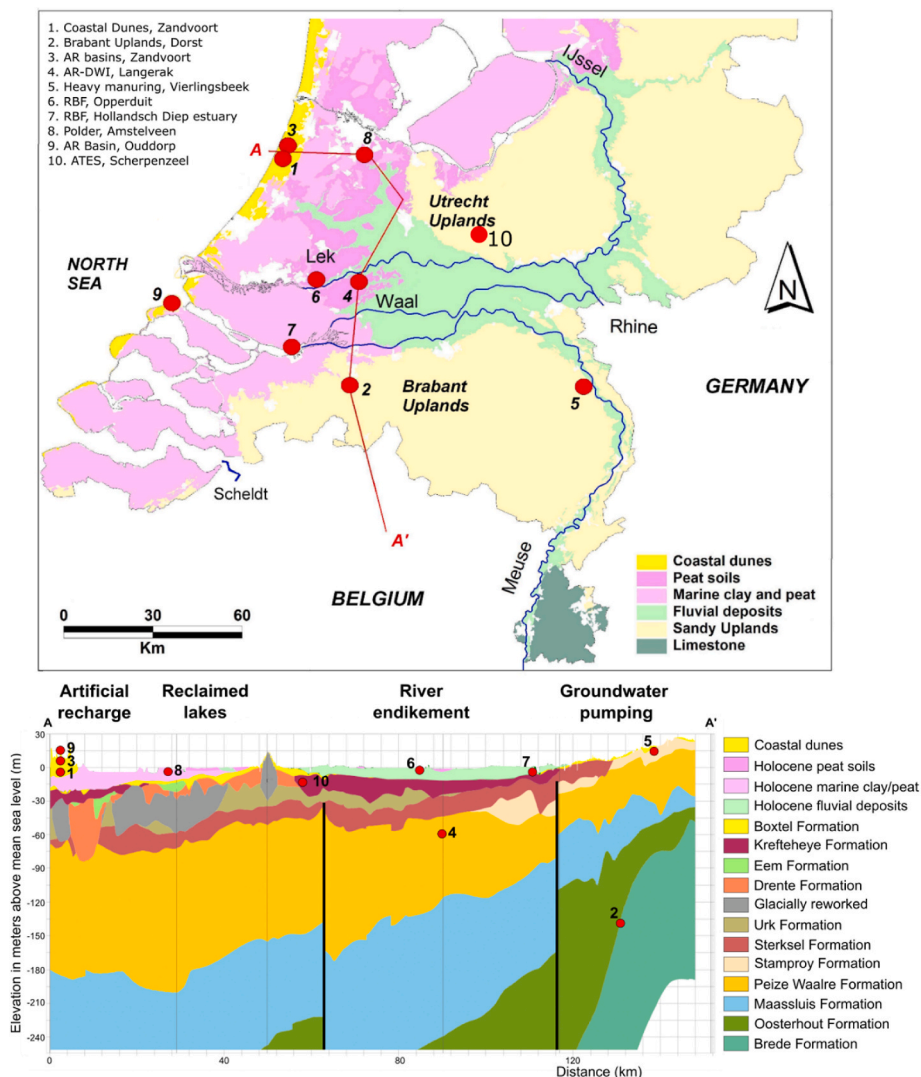 1. Coastal Dunes, Zandvoort
2. Brabant Uplands, Dorst
3. AR basins, Zandvoort
4. AR-DWI, Langerak
5. Heavy manuring, Vierlingsbeek
6. RBF, Opperduit
7. RBF, Hollandsch Diep estuary
8. Polder, Amstelveen
9. AR Basin, Ouddorp
10. ATES, Scherpenzeel
IJssel
3
A
8
1
Utrecht
Uplands
10
NORTH
SEA
Lek
6
4
9
Waal
N
7
Rhine
2
Brabant
Uplands
5
GERMANY
Scheldt
A'
Meuse
BELGIUM
Coastal dunes
Peat soils
Marine clay and peat
Fluvial deposits
Sandy Uplands
Limestone
0 30 60
Km
Artificial
recharge
Reclaimed
lakes
River
endikement
Groundwater
pumping
A
A'
Elevation in meters above mean sea level (m)
30
0
-30
-60
-90
-120
-150
-180
-210
-240
9
3
1
8
10
6
4
7
5
2
40 80 120
Distance (km)
Coastal dunes
Holocene peat soils
Holocene marine clay/peat
Holocene fluvial deposits
Boxtel Formation
Krefteheye Formation
Eem Formation
Drente Formation
Glacially reworked
Urk Formation
Sterksel Formation
Stamproy Formation
Peize Waalre Formation
Maassluis Formation
Oosterhout Formation
Brede Formation